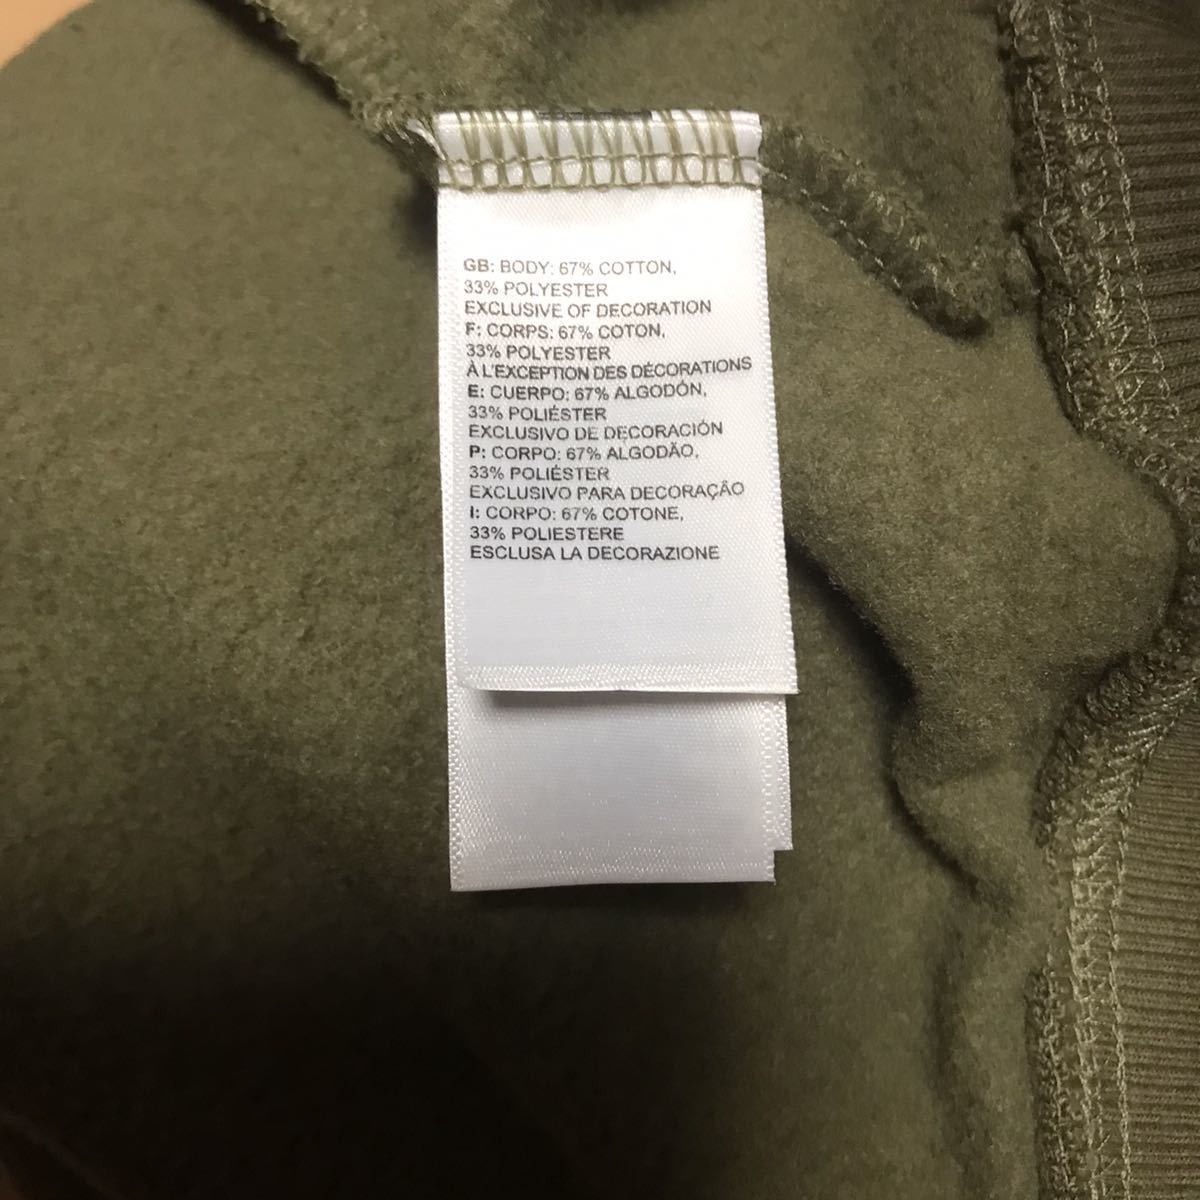 GB: BODY: 67% COTTON,
33% POLYESTER
EXCLUSIVE OF DECORATION
F: CORPS: 67% COTON,
33% POLYESTER
À L'EXCEPTION DES DÉCORATIONS
E: CUERPO: 67% ALGODÓN,
33% POLIÉSTER
EXCLUSIVO DE DECORACIÓN
P: CORPO: 67% ALGODÃO,
33% POLIÉSTER
EXCLUSIVO PARA DECORAÇÃO
I: CORPO: 67% COTONE,
33% POLIESTERE
ESCLUSA LA DECORAZIONE